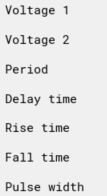 Voltage 1
Voltage 2
Period
Delay time
Rise time
Fall time
Pulse width